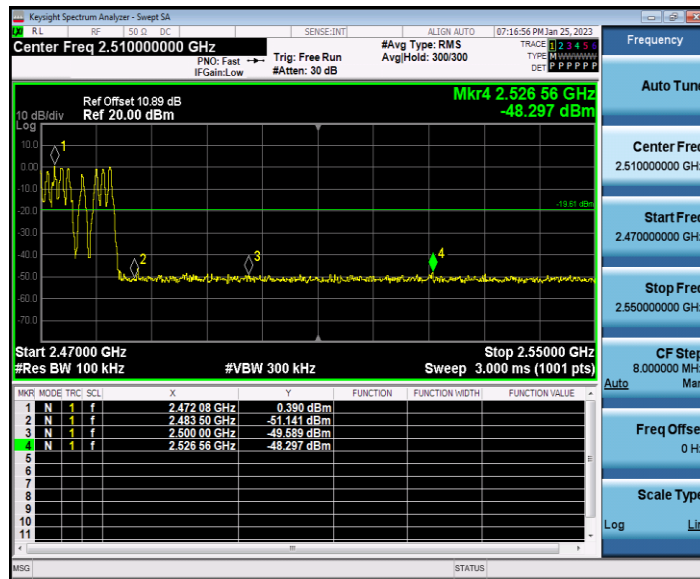 Keysight Spectrum Analyzer - Swept SA
RL RF 50 Ω DC SENSE:INT ALIGN AUTO 07:16:56 PM Jan 25, 2023
Center Freq 2.510000000 GHz #Avg Type: RMS TRACE 1 2 3 4 5 6
PNO: Fast Trig: Free Run Avg|Hold: 300/300 TYPE M WWWWW
IFGain:Low #Atten: 30 dB DET P P P P P P
Mkr4 2.526 56 GHz
-48.297 dBm
Ref Offset 10.89 dB
10 dB/div Ref 20.00 dBm
Log
10.0
0.00
-10.0
-20.0
-30.0
-40.0
-50.0
-60.0
-70.0
1
2
3
4
-19.61 dBm
Start 2.47000 GHz Stop 2.55000 GHz
#Res BW 100 kHz #VBW 300 kHz Sweep 3.000 ms (1001 pts)
MKR MODE TRC SCL X Y FUNCTION FUNCTION WIDTH FUNCTION VALUE
1 N 1 f 2.472 08 GHz 0.390 dBm
2 N 1 f 2.483 50 GHz -51.141 dBm
3 N 1 f 2.500 00 GHz -49.589 dBm
4 N 1 f 2.526 56 GHz -48.297 dBm
5
6
7
8
9
10
11
MSG STATUS
Frequency
Auto Tune
Center Freq
2.510000000 GHz
Start Freq
2.470000000 GHz
Stop Freq
2.550000000 GHz
CF Step
8.000000 MHz
Auto Man
Freq Offset
0 Hz
Scale Type
Log Lin